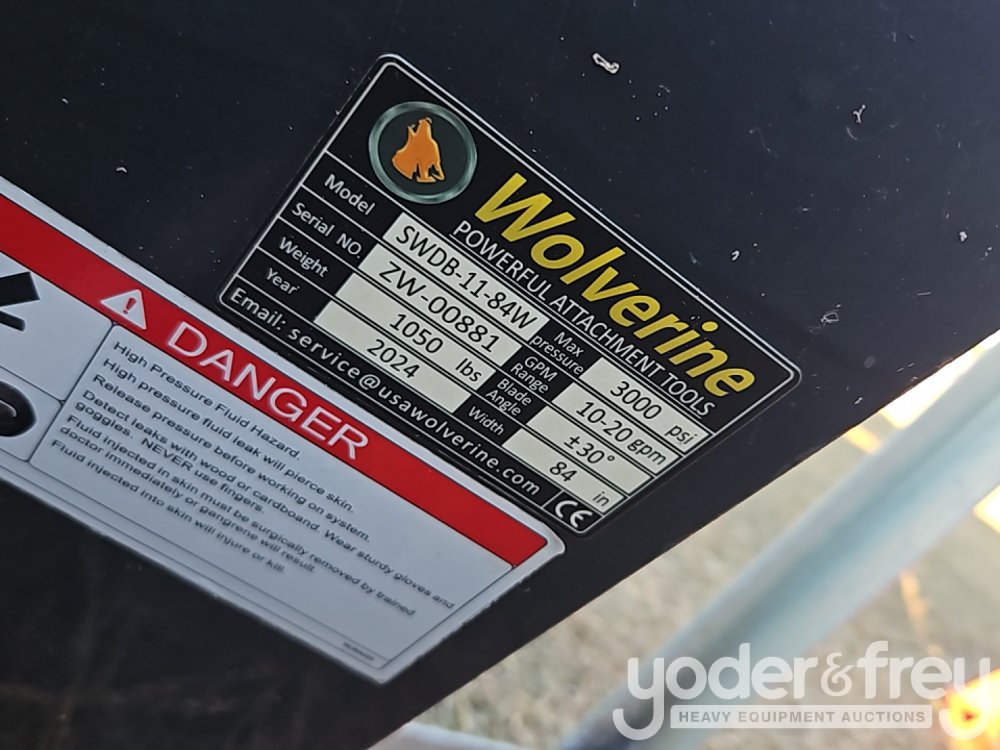 Wolverine
POWERFUL ATTACHMENT TOOLS
Model SWDB-11-84W Max pressure 3000 psi
Serial NO. ZW-00881 GPM Range 10-20 gpm
Weight 1050 lbs Blade Angle ±30°
Year 2024 Width 84 in
Email: service@usawolverine.com CE
DANGER
High Pressure Fluid Hazard.
High pressure fluid leak will pierce skin.
Release pressure before working on system.
Detect leaks with wood or cardboard. Wear sturdy gloves and
goggles. NEVER use fingers.
Fluid injected in skin must be surgically removed by trained
doctor immediately or gangrene will result.
Fluid injected into skin will injure or kill.
yoder&frey
HEAVY EQUIPMENT AUCTIONS